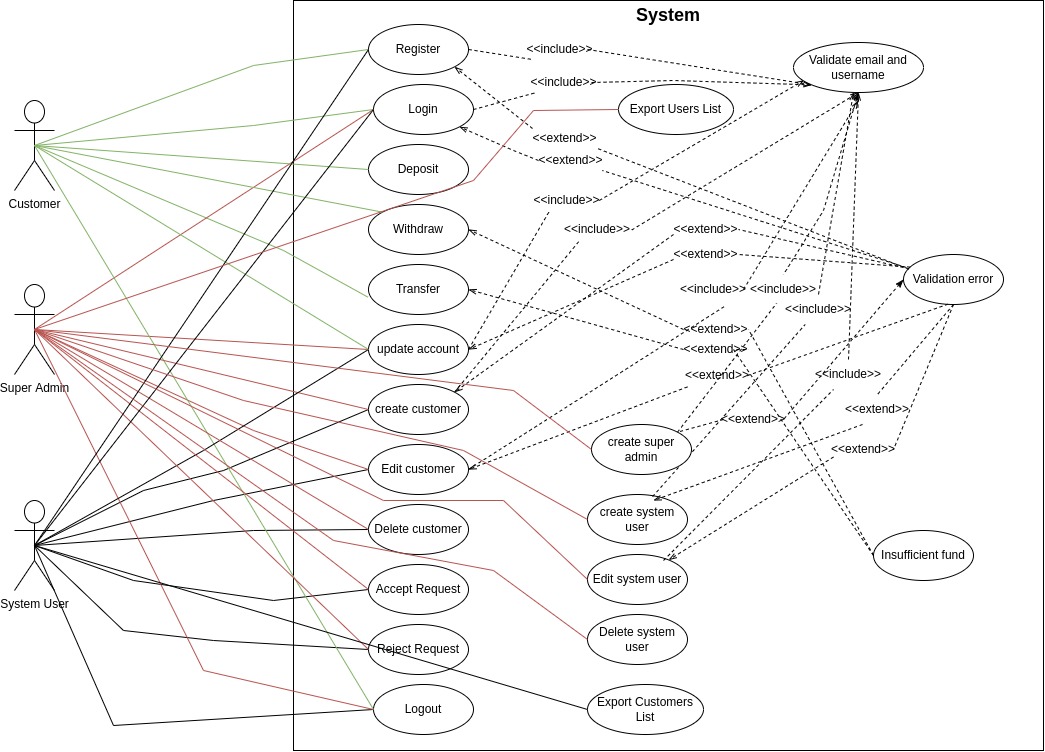 System
Register
<<include>>
Validate email and
username
<<include>>
Login
Export Users List
<<extend>>
<<extend>>
Deposit
Customer
<<include>>
Withdraw
<<include>>
<<extend>>
<<extend>>
Validation error
Transfer
<<include>>
<<include>>
<<include>>
<<extend>>
update account
<<extend>>
Super Admin
<<extend>>
<<include>>
create customer
<<extend>>
<<extend>>
create super
admin
<<extend>>
Edit customer
create system
user
Delete customer
Insufficient fund
Edit system user
Accept Request
System User
Delete system
user
Reject Request
Logout
Export Customers
List